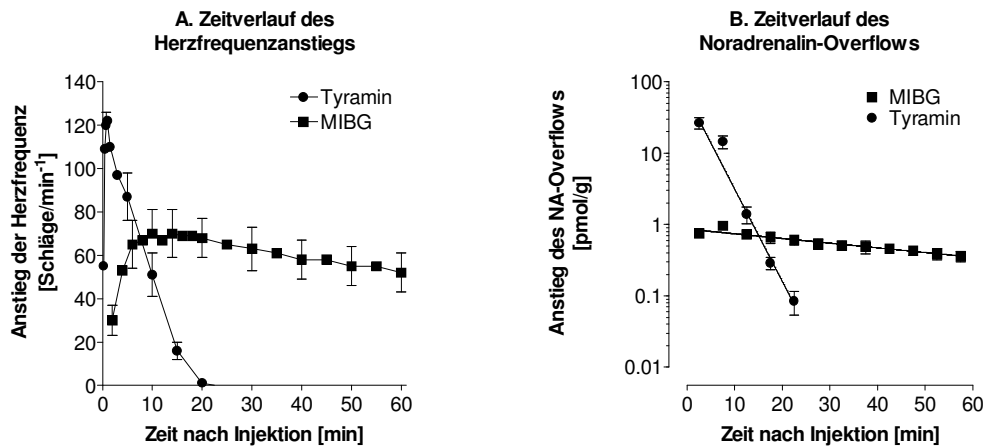 A. Zeitverlauf des
Herzfrequenzanstiegs
Anstieg der Herzfrequenz
[Schläge/min⁻¹]
140
120
100
80
60
40
20
0
Tyramin
MIBG
0 10 20 30 40 50 60
Zeit nach Injektion [min]
B. Zeitverlauf des
Noradrenalin-Overflows
Anstieg des NA-Overflows
[pmol/g]
100
10
1
0.1
0.01
MIBG
Tyramin
0 10 20 30 40 50 60
Zeit nach Injektion [min]